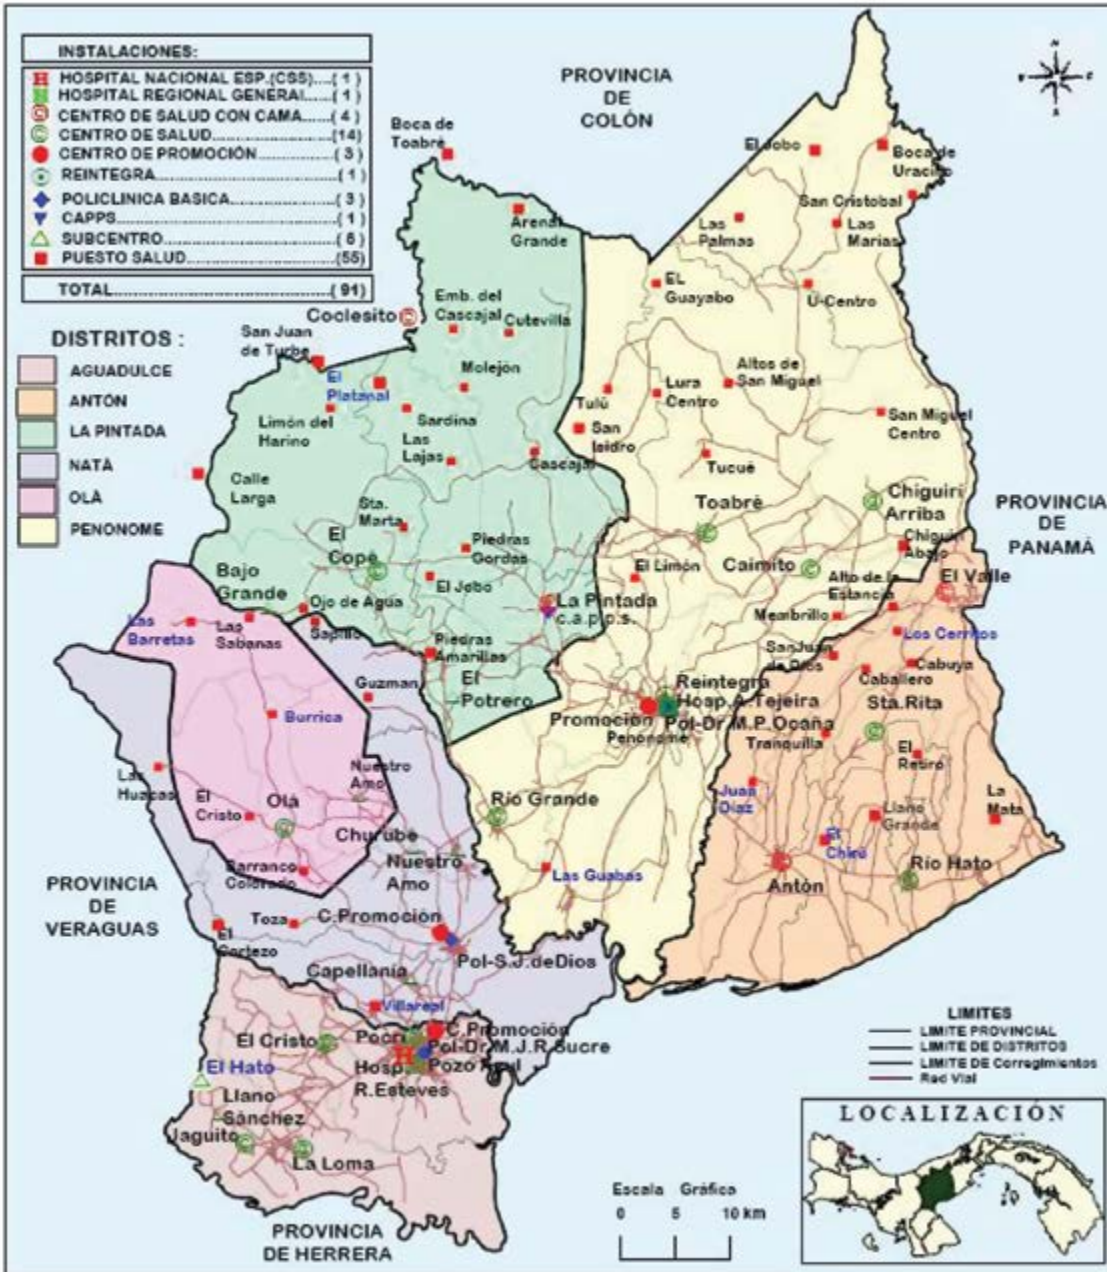 INSTALACIONES:
HOSPITAL NACIONAL ESP.(CSS)....( 1 )
HOSPITAL REGIONAL GENERAL.....( 1 )
CENTRO DE SALUD CON CAMA...( 4 )
CENTRO DE SALUD......................(14)
CENTRO DE PROMOCIÓN..............( 3 )
REINTEGRA................................( 1 )
POLICLINICA BASICA..................( 3 )
CAPPS........................................( 1 )
SUBCENTRO...............................( 6 )
PUESTO SALUD..........................(55)
TOTAL........................................( 91)
DISTRITOS :
AGUADULCE
ANTÓN
LA PINTADA
NATÁ
OLÁ
PENONOME
PROVINCIA
DE
COLÓN
Boca de
Toabré
El Jobo
Boca de
Uracillo
San Cristobal
Arenal
Grande
Las
Palmas
Las
Marias
EL
Guayabo
U-Centro
Emb. del
Cascajal
Cutevilla
Coclesito
San Juan
de Turbe
El
Platanal
Molejón
Limón del
Harino
Sardina
Las
Lajas
Cascajal
Tulú
Lura
Centro
Altos de
San Miguel
San
Isidro
San Miguel
Centro
Tucué
Calle
Larga
Toabré
Chiguirí
Arriba
PROVINCIA
DE
PANAMÁ
Sta.
Marta
El
Copé
Piedras
Gordas
Chiguirí
Abajo
Caimito
El Valle
Bajo
Grande
El Jobo
El Limón
Alto de la
Estancia
Ojo de Agua
La Pintada
c.a.p.p.s.
Membrillo
Las
Barretas
Las
Sabanas
Sapillo
Piedras
Amarillas
Los Cerritos
San Juan
de Dios
Cabuya
Caballero
Guzman
El
Potrero
Reintegra
Hosp.A.Tejeira
Promoción
Pol-Dr.M.P.Ocaña
Penonomé
Sta.Rita
Burrica
Tranquilla
El
Retiro
Las
Huacas
Nuestro
Amo
El
Cristo
Olá
Río Grande
Juan
Díaz
Llano
Grande
La
Mata
Churube
El
Chirú
Barranco
Colorado
Nuestro
Amo
Las Guabas
Antón
Río Hato
PROVINCIA
DE
VERAGUAS
Toza
C.Promoción
El
Cortezo
Pol-S.J.deDios
Capellanía
Villareal
El Cristo
Pocrí
C.Promoción
Pol-Dr.M.J.R.Sucre
Pozo Azul
Hosp.
R.Esteves
El Hato
Llano
Sánchez
Jaguito
La Loma
PROVINCIA
DE HERRERA
LIMITES
LIMITE PROVINCIAL
LIMITE DE DISTRITOS
LIMITE DE Corregimientos
Red Vial
Escala Gráfica
0 5 10 km
LOCALIZACIÓN